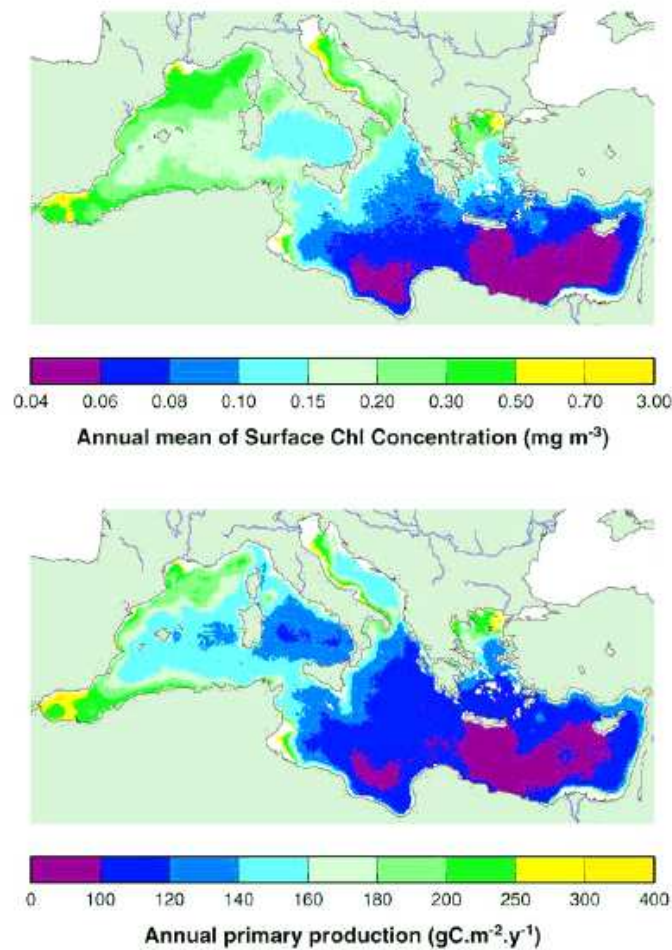 0.04 0.06 0.08 0.10 0.15 0.20 0.30 0.50 0.70 3.00
Annual mean of Surface Chl Concentration (mg m⁻³)
0 100 120 140 160 180 200 250 300 400
Annual primary production (gC.m⁻².y⁻¹)